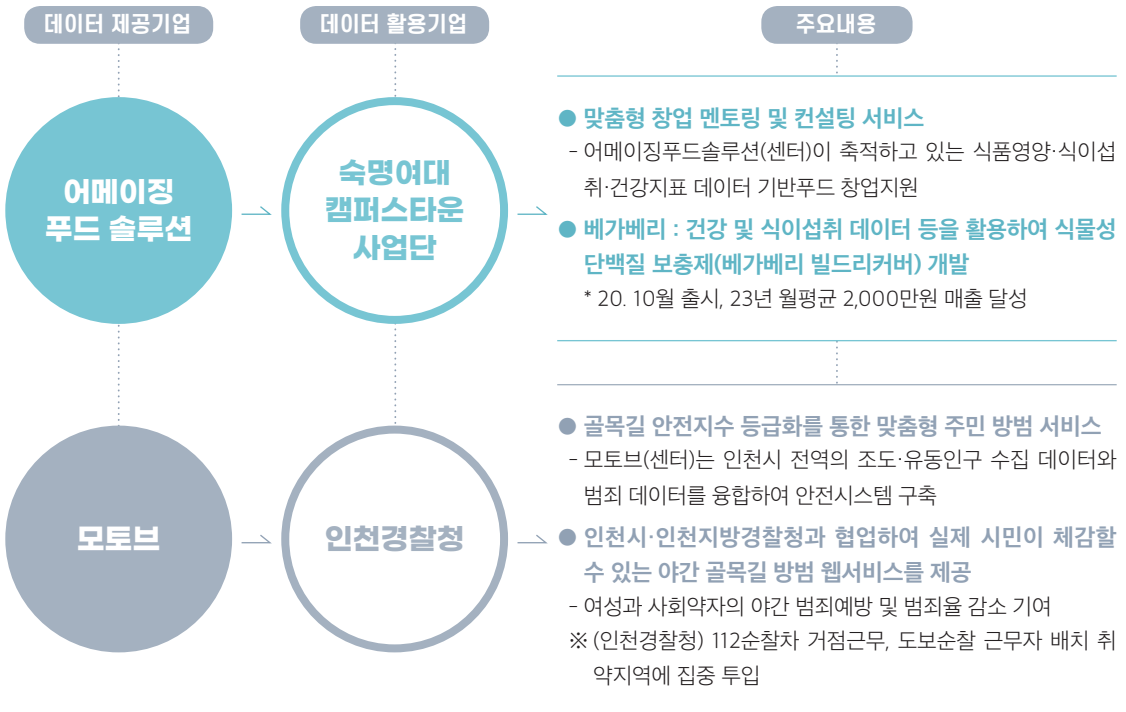 데이터 제공기업
데이터 활용기업
주요내용
어메이징
푸드 솔루션
숙명여대
캠퍼스타운
사업단
● 맞춤형 창업 멘토링 및 컨설팅 서비스
- 어메이징푸드솔루션(센터)이 축적하고 있는 식품영양·식이섭
취·건강지표 데이터 기반푸드 창업지원
● 베가베리 : 건강 및 식이섭취 데이터 등을 활용하여 식물성
단백질 보충제(베가베리 빌드리커버) 개발
* 20. 10월 출시, 23년 월평균 2,000만원 매출 달성
모토브
인천경찰청
● 골목길 안전지수 등급화를 통한 맞춤형 주민 방범 서비스
- 모토브(센터)는 인천시 전역의 조도·유동인구 수집 데이터와
범죄 데이터를 융합하여 안전시스템 구축
● 인천시·인천지방경찰청과 협업하여 실제 시민이 체감할
수 있는 야간 골목길 방범 웹서비스를 제공
- 여성과 사회약자의 야간 범죄예방 및 범죄율 감소 기여
※ (인천경찰청) 112순찰차 거점근무, 도보순찰 근무자 배치 취
약지역에 집중 투입